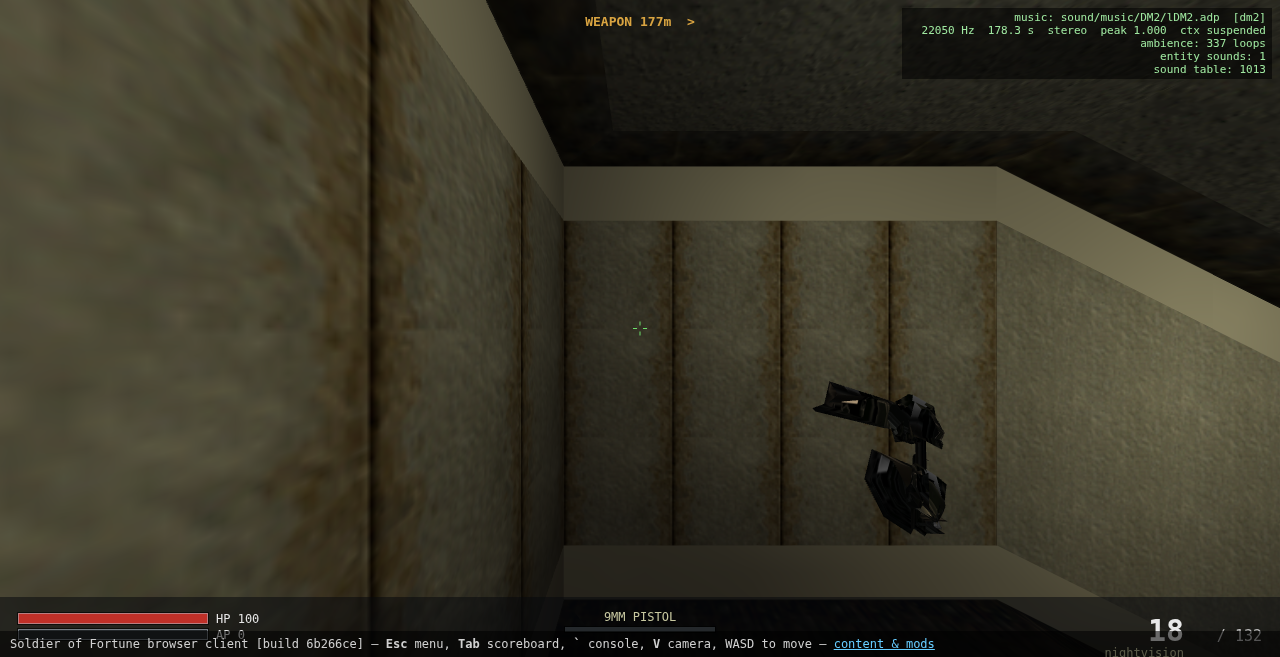 WEAPON 177m >
music: sound/music/DM2/lDM2.adp [dm2]
22050 Hz 178.3 s stereo peak 1.000 ctx suspended
ambience: 337 loops
entity sounds: 1
sound table: 1013
HP 100
AP 0
9MM PISTOL
18 / 132
nightvision
Soldier of Fortune browser client [build 6b266ce] — Esc menu, Tab scoreboard, ` console, V camera, WASD to move — content & mods